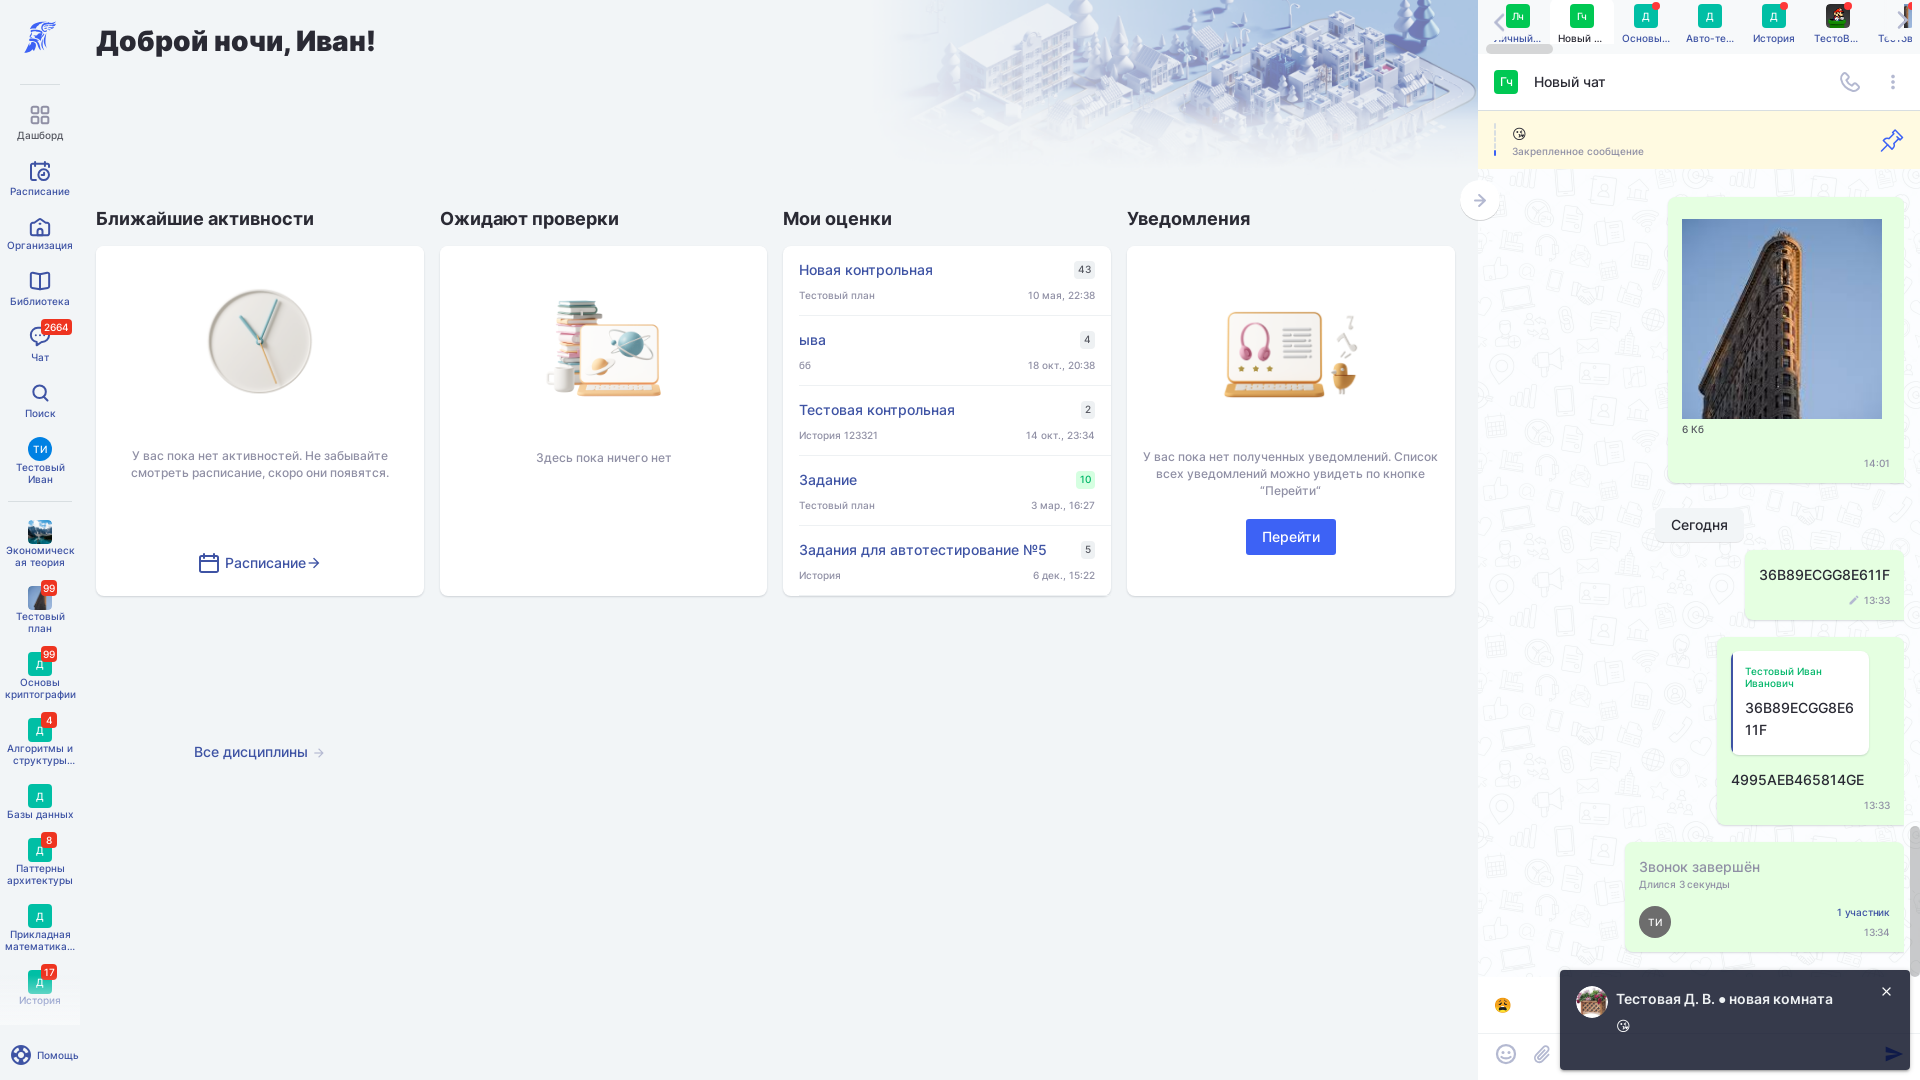 Доброй ночи, Иван!
Дашборд
Расписание
Организация
Библиотека
2664
Чат
Поиск
ТИ
Тестовый
Иван
Экономическ
ая теория
99
Тестовый
план
99
Д
Основы
криптографии
4
Д
Алгоритмы и
структуры...
Д
Базы данных
8
Д
Паттерны
архитектуры
Д
Прикладная
математика...
17
Д
История
Помощь
Ближайшие активности
У вас пока нет активностей. Не забывайте
смотреть расписание, скоро они появятся.
Расписание
Ожидают проверки
Здесь пока ничего нет
Мои оценки
Новая контрольная 43
Тестовый план 10 мая, 22:38
ыва 4
66 18 окт., 20:38
Тестовая контрольная 2
История 123321 14 окт., 23:34
Задание 10
Тестовый план 3 мар., 16:27
Задания для автотестирование №5 5
История 6 дек., 15:22
Уведомления
У вас пока нет полученных уведомлений. Список
всех уведомлений можно увидеть по кнопке
“Перейти”
Перейти
Все дисциплины
Лч Гч Д Д Д
Личный... Новый ... Основы... Авто-те... История ТестоВ...
Гч Новый чат
Закрепленное сообщение
6 Кб
14:01
Сегодня
36B89ECGG8E611F
13:33
Тестовый Иван
Иванович
36B89ECGG8E6
11F
4995AEB465814GE
13:33
Звонок завершён
Длился 3 секунды
ТИ
1 участник
13:34
Тестовая Д. В. ● новая комната